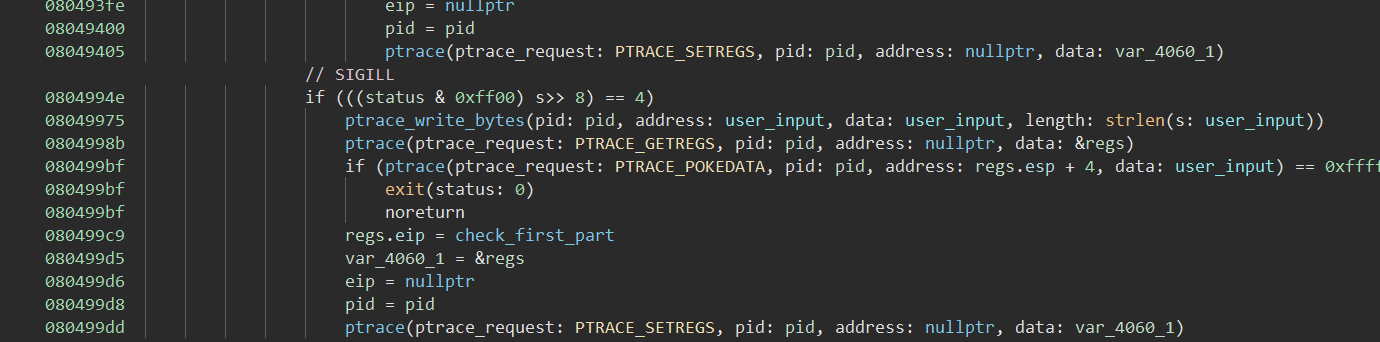 080493fe eip = nullptr
08049400 pid = pid
08049405 ptrace(ptrace_request: PTRACE_SETREGS, pid: pid, address: nullptr, data: var_4060_1)
// SIGILL
0804994e if (((status & 0xff00) s>> 8) == 4)
08049975 ptrace_write_bytes(pid: pid, address: user_input, data: user_input, length: strlen(s: user_input))
0804998b ptrace(ptrace_request: PTRACE_GETREGS, pid: pid, address: nullptr, data: &regs)
080499bf if (ptrace(ptrace_request: PTRACE_POKEDATA, pid: pid, address: regs.esp + 4, data: user_input) == 0xffff
080499bf exit(status: 0)
080499bf noreturn
080499c9 regs.eip = check_first_part
080499d5 var_4060_1 = &regs
080499d6 eip = nullptr
080499d8 pid = pid
080499dd ptrace(ptrace_request: PTRACE_SETREGS, pid: pid, address: nullptr, data: var_4060_1)